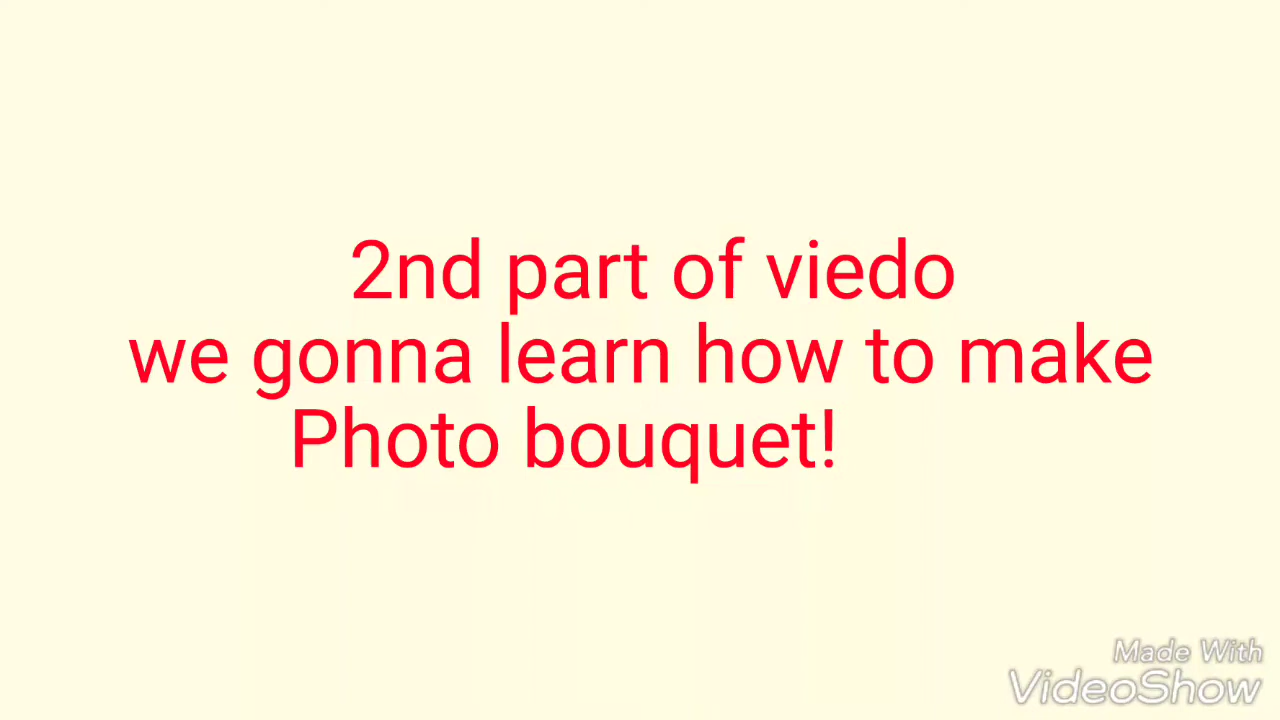 2nd part of viedo
we gonna learn how to make
Photo bouquet!
Made With
VideoShow